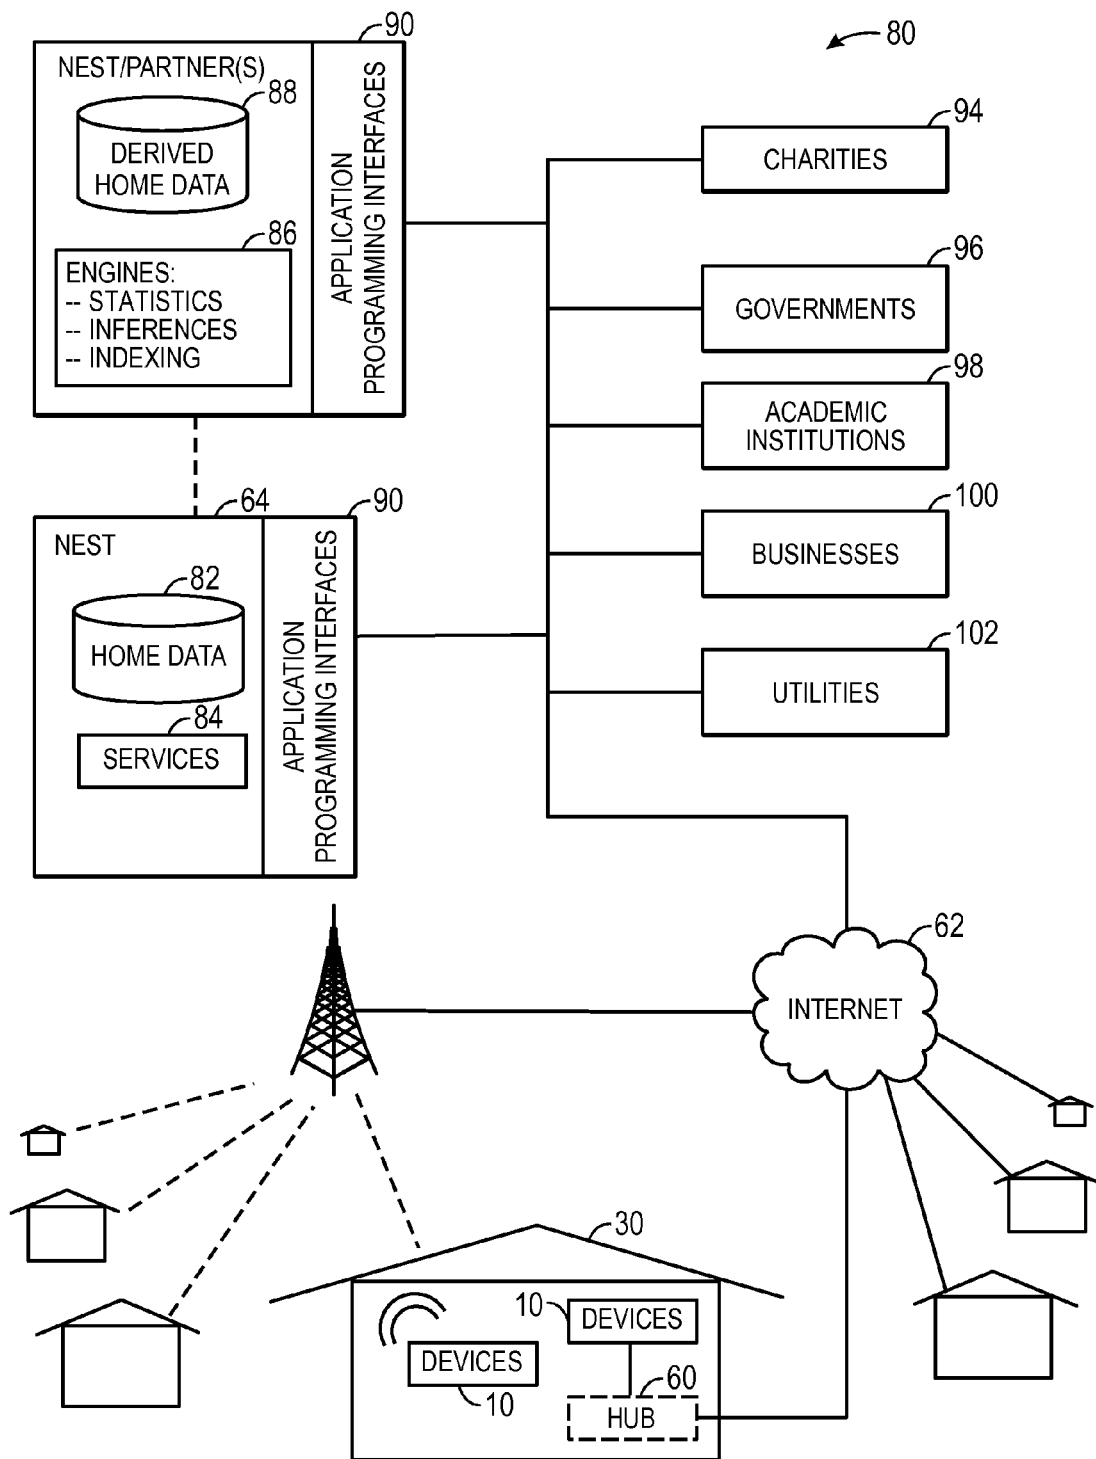 80
90
NEST/PARTNER(S)
88
DERIVED
HOME DATA
86
ENGINES:
-- STATISTICS
-- INFERENCES
-- INDEXING
APPLICATION
PROGRAMMING INTERFACES
94
CHARITIES
96
GOVERNMENTS
98
ACADEMIC
INSTITUTIONS
100
BUSINESSES
102
UTILITIES
64
90
NEST
82
HOME DATA
84
SERVICES
APPLICATION
PROGRAMMING INTERFACES
62
INTERNET
30
10
DEVICES
DEVICES
10
60
HUB